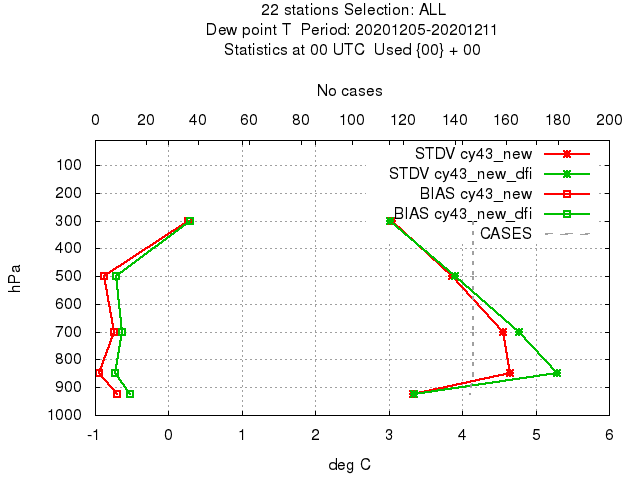 22 stations Selection: ALL
Dew point T  Period: 20201205-20201211
Statistics at 00 UTC  Used {00} + 00
No cases
0 20 40 60 80 100 120 140 160 180 200
STDV cy43_new
STDV cy43_new_dfi
BIAS cy43_new
BIAS cy43_new_dfi
CASES
hPa
100
200
300
400
500
600
700
800
900
1000
-1 0 1 2 3 4 5 6
deg C